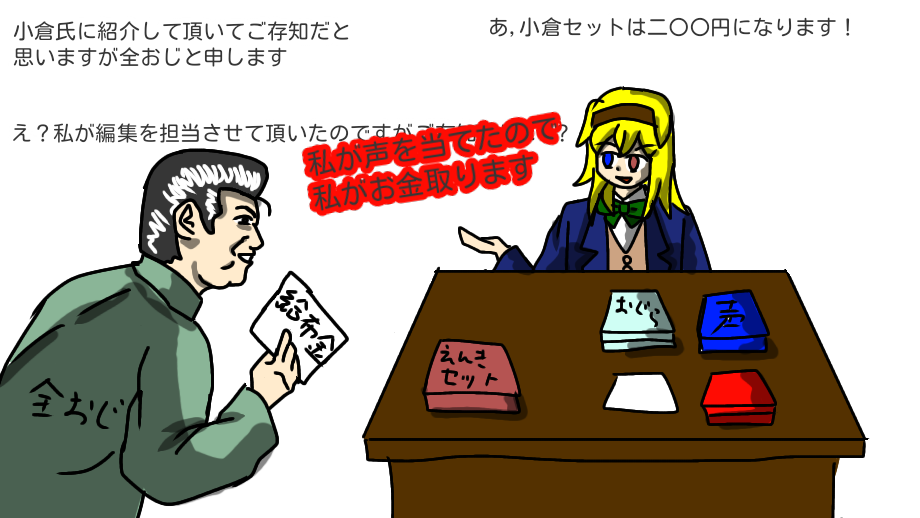 小倉氏に紹介して頂いてご存知だと
思いますが全おじと申します
あ,小倉セットは二〇〇円になります！
え？私が編集を担当させて頂いたのですが
?
私が声を当てたので
私がお金取ります
給布金
おぐら
声
えんき
セット
全おじ